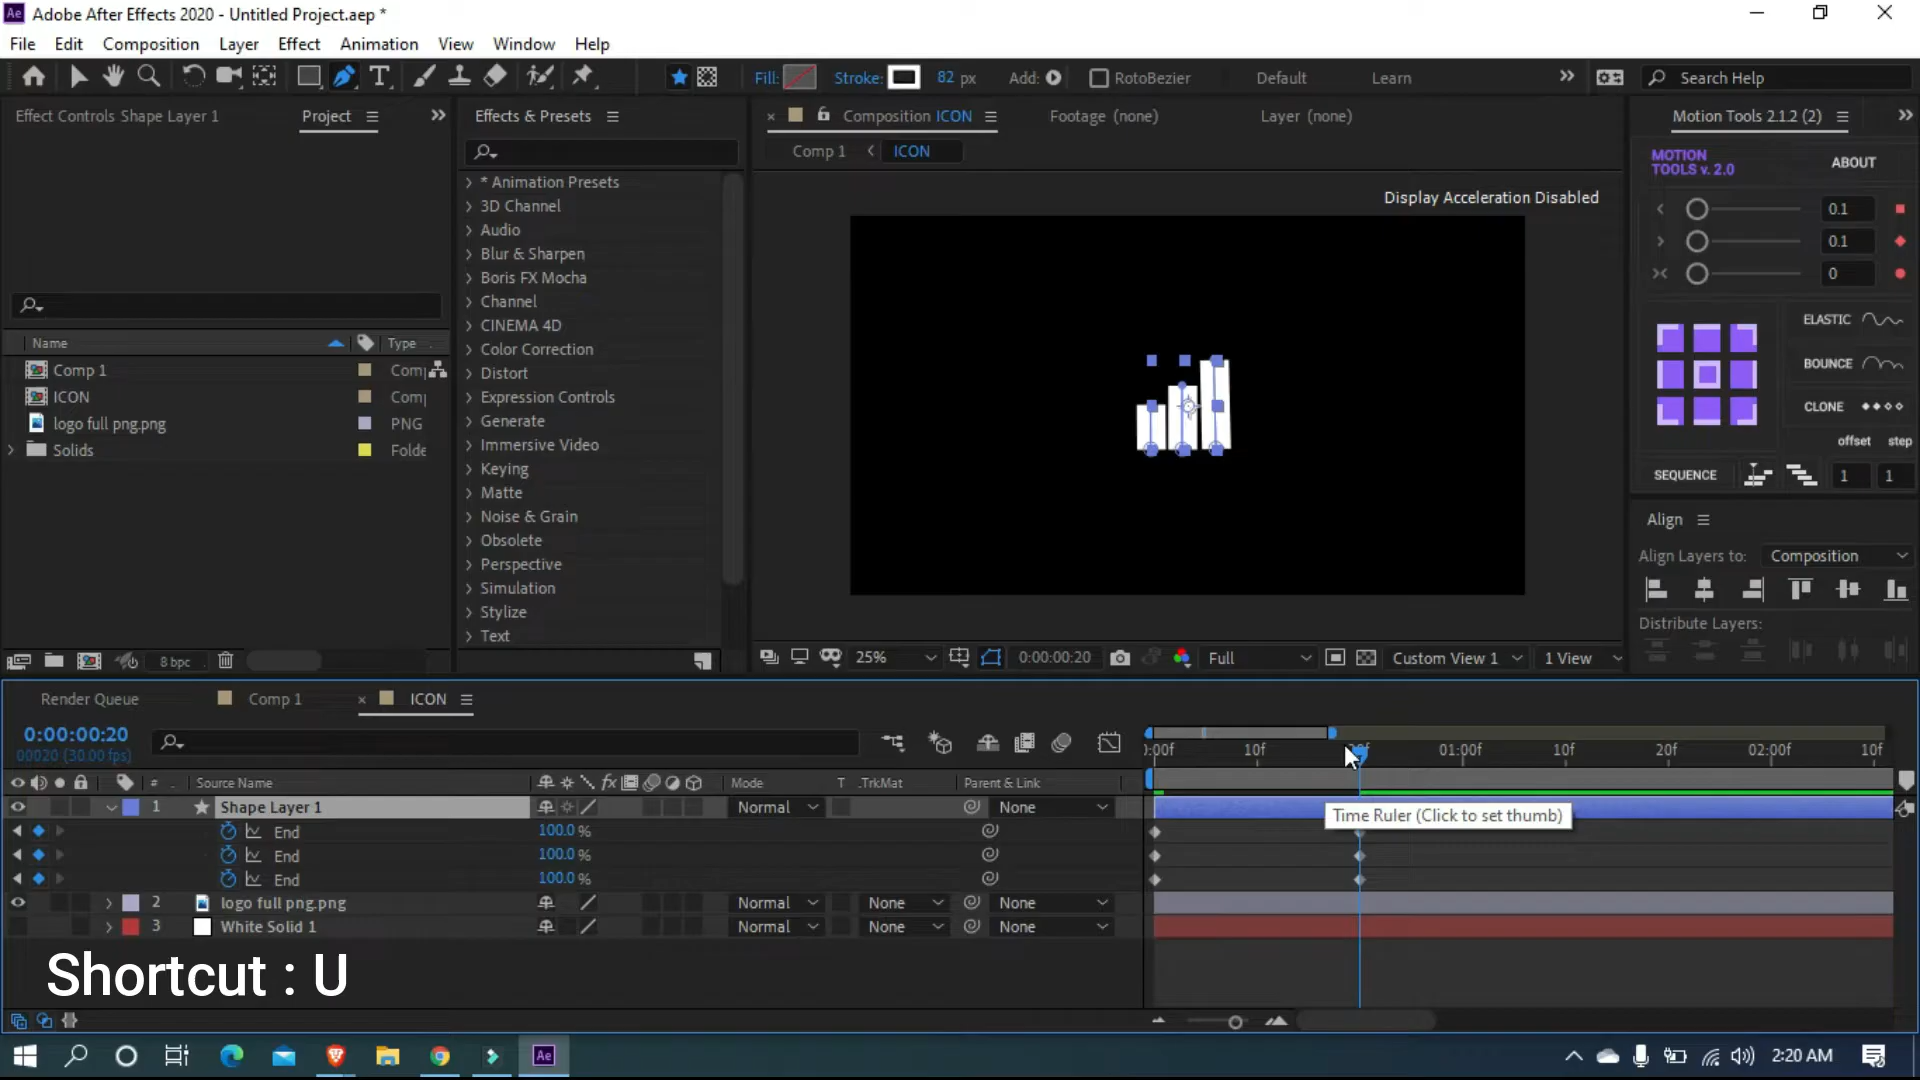 Ae Adobe After Effects 2020 - Untitled Project.aep *
File Edit Composition Layer Effect Animation View Window Help
Fill: Stroke: 82 px Add: RotoBezier Default Learn Search Help
Effect Controls Shape Layer 1 Project
Name Type
Comp 1 Comp
ICON Comp
logo full png.png PNG
Solids Folde
8 bpc
Effects & Presets
* Animation Presets
3D Channel
Audio
Blur & Sharpen
Boris FX Mocha
Channel
CINEMA 4D
Color Correction
Distort
Expression Controls
Generate
Immersive Video
Keying
Matte
Noise & Grain
Obsolete
Perspective
Simulation
Stylize
Text
Composition ICON Footage (none) Layer (none)
Comp 1 ICON
Display Acceleration Disabled
25% 0:00:00:20 Full Custom View 1 1 View
Motion Tools 2.1.2 (2)
MOTION
TOOLS v. 2.0 ABOUT
0.1
0.1
0
ELASTIC
BOUNCE
CLONE
offset step
SEQUENCE 1 1
Align
Align Layers to: Composition
Distribute Layers:
Render Queue Comp 1 ICON
0:00:00:20
00020 (30.00 fps)
:00f 10f 20f 01:00f 10f 20f 02:00f 10f
# Source Name fx Mode T .TrkMat Parent & Link
1 Shape Layer 1 Normal None
End 100.0 %
End 100.0 %
End 100.0 %
2 logo full png.png Normal None None
3 White Solid 1 Normal None None
Time Ruler (Click to set thumb)
Shortcut : U
Ae 2:20 AM